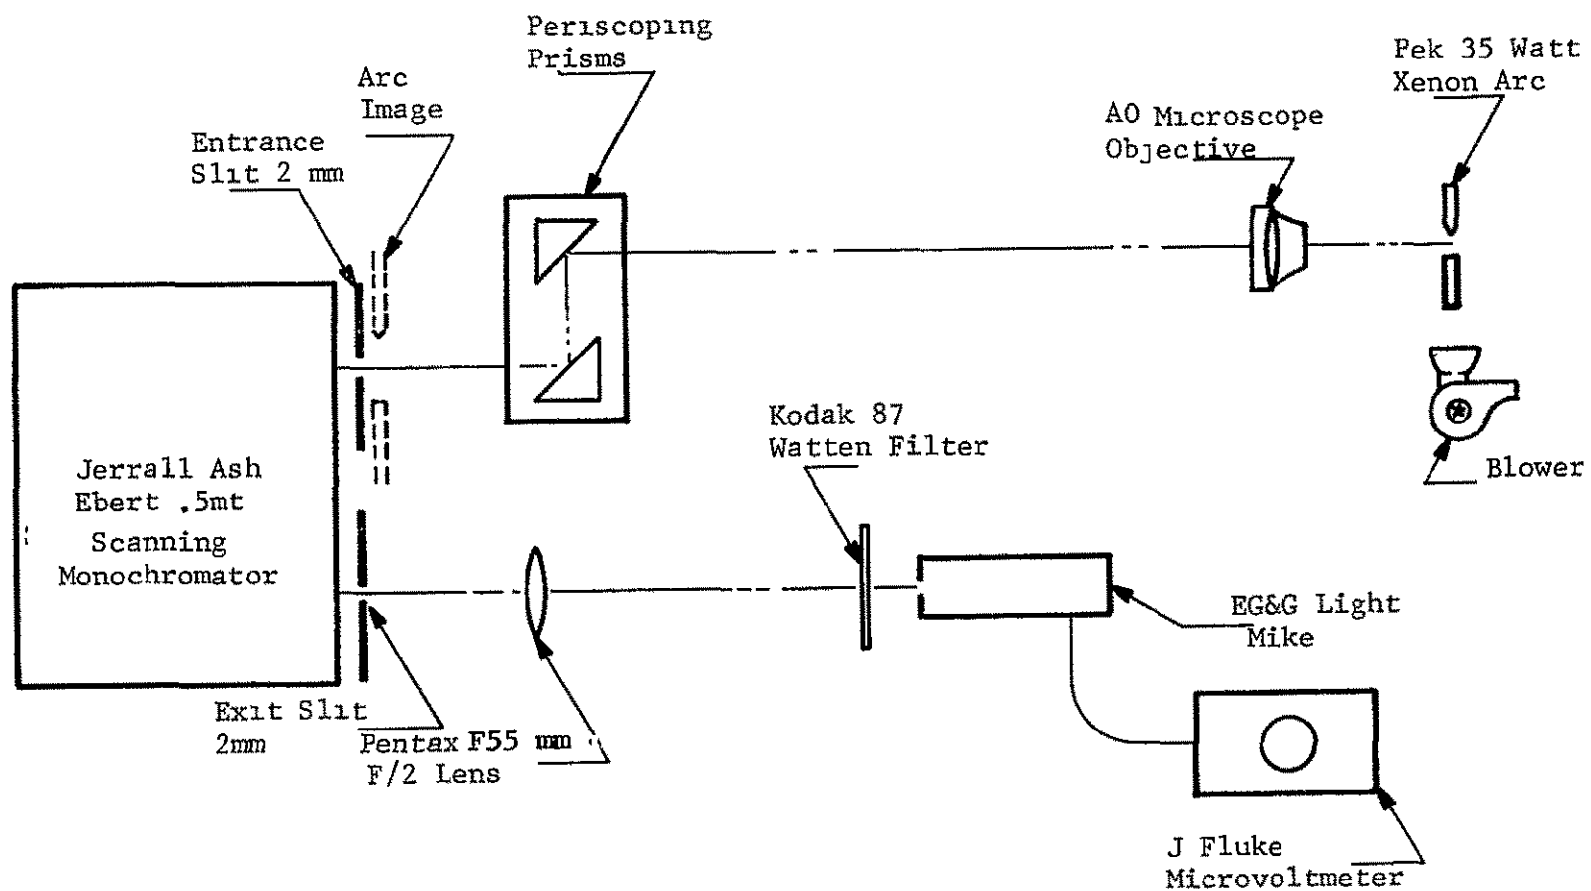 Periscoping
Prisms
Arc
Image
Pek 35 Watt
Xenon Arc
AO Microscope
Objective
Entrance
Slit 2 mm
Kodak 87
Watten Filter
Blower
Jerrall Ash
Ebert .5mt
Scanning
Monochromator
EG&G Light
Mike
Exit Slit
2mm
Pentax F55 mm
F/2 Lens
J Fluke
Microvoltmeter